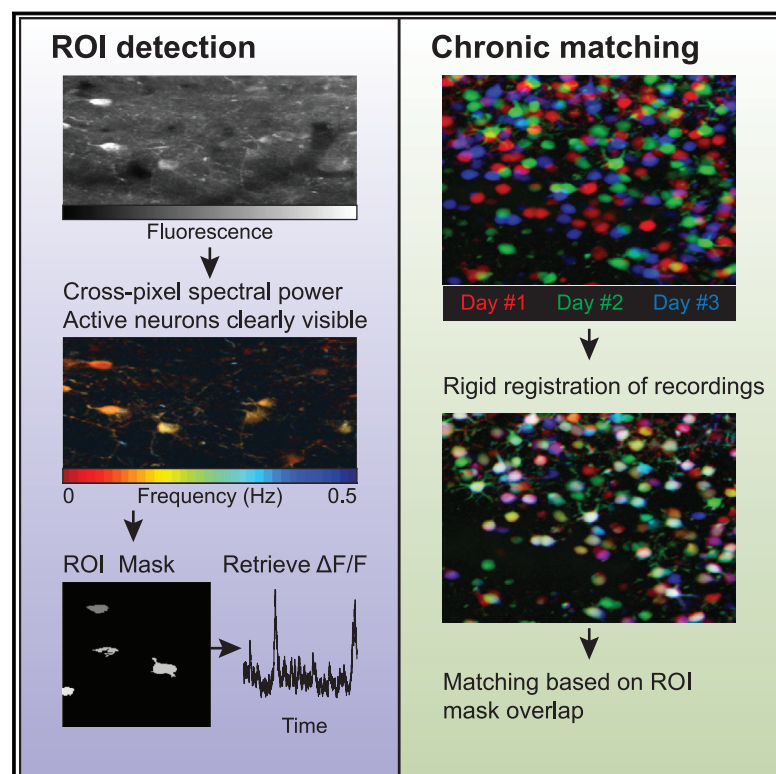 ROI detection
Fluorescence
Cross-pixel spectral power
Active neurons clearly visible
0 Frequency (Hz) 0.5
ROI Mask
Retrieve ΔF/F
Time
Chronic matching
Day #1 Day #2 Day #3
Rigid registration of recordings
Matching based on ROI
mask overlap